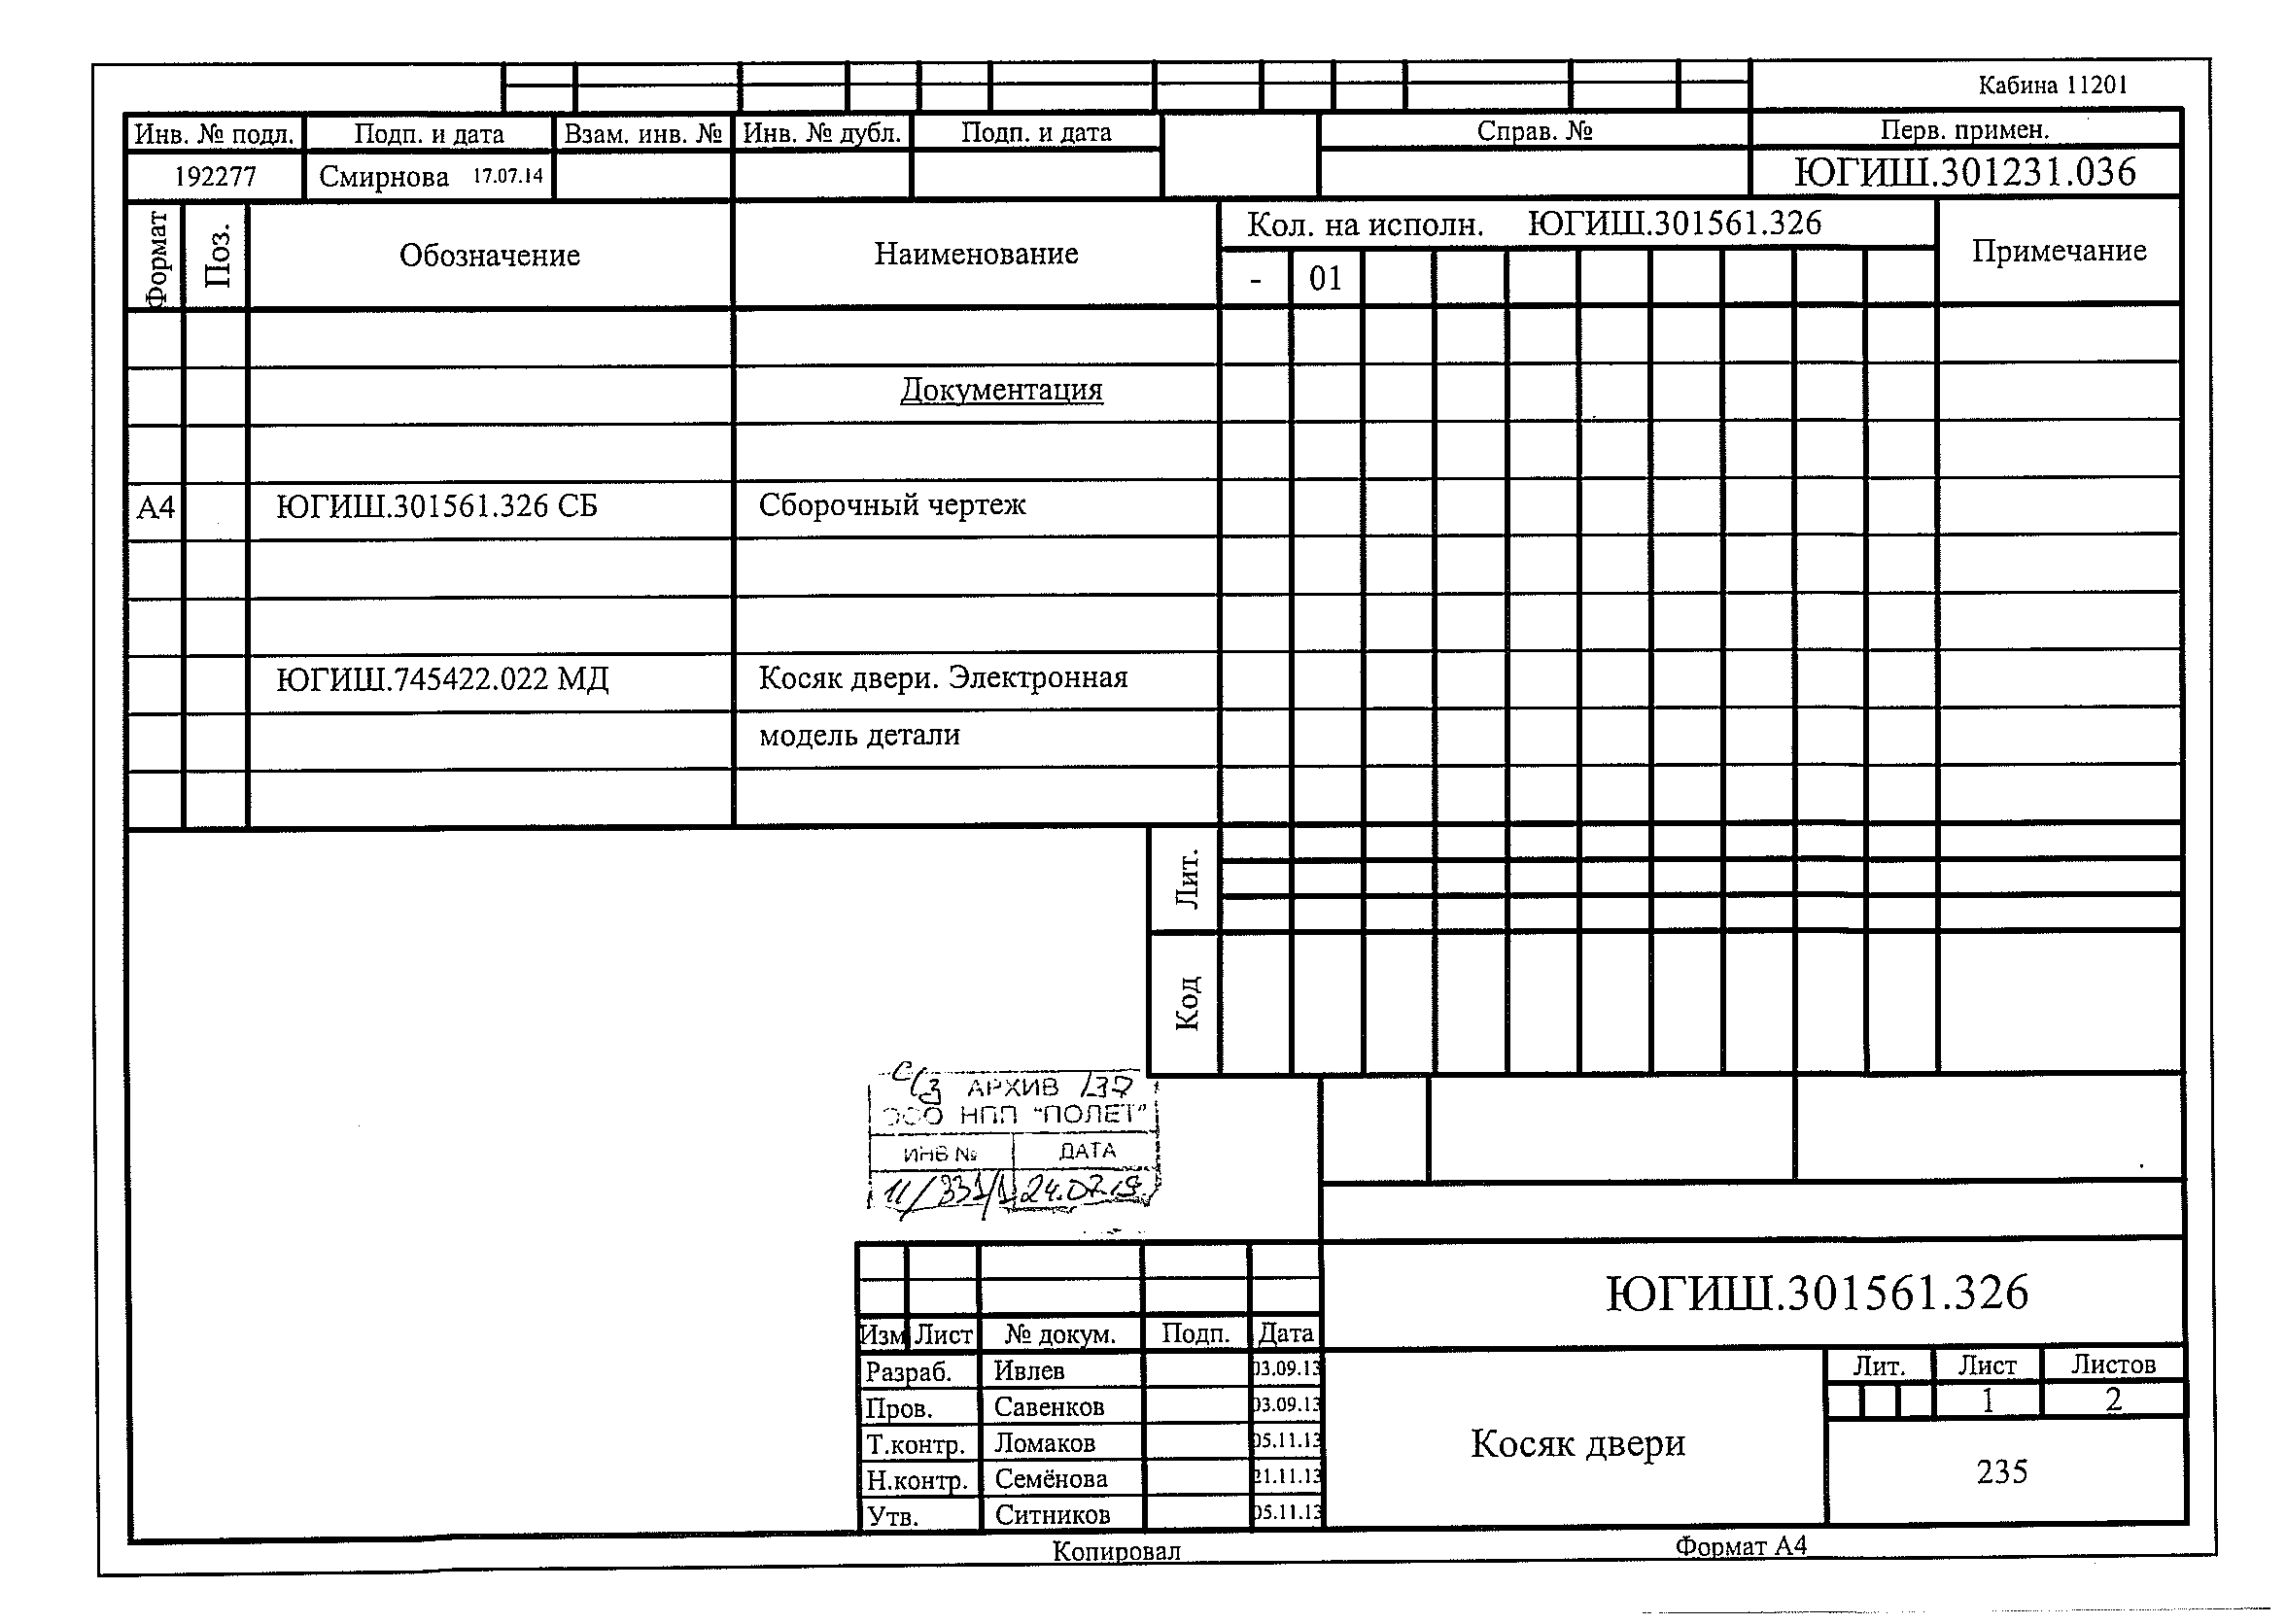 Кабина 11201
Инв. № подл. Подп. и дата Взам. инв. № Инв. № дубл. Подп. и дата Справ. № Перв. примен.
192277 Смирнова 17.07.14 ЮГИШ.301231.036
Формат Поз. Обозначение Наименование Кол. на исполн. ЮГИШ.301561.326 Примечание
- 01
Документация
А4 ЮГИШ.301561.326 СБ Сборочный чертеж
ЮГИШ.745422.022 МД Косяк двери. Электронная
модель детали
Лит.
Код
АРХИВ 137
ООО НПП "ПОЛЕТ"
ИНВ № ДАТА
11/331/1 24.07.19.
ЮГИШ.301561.326
Изм Лист № докум. Подп. Дата
Разраб. Ивлев 03.09.13
Пров. Савенков 03.09.13
Т.контр. Ломаков 05.11.13
Н.контр. Семёнова 21.11.13
Утв. Ситников 05.11.13
Косяк двери
Лит. Лист Листов
1 2
235
Копировал Формат А4